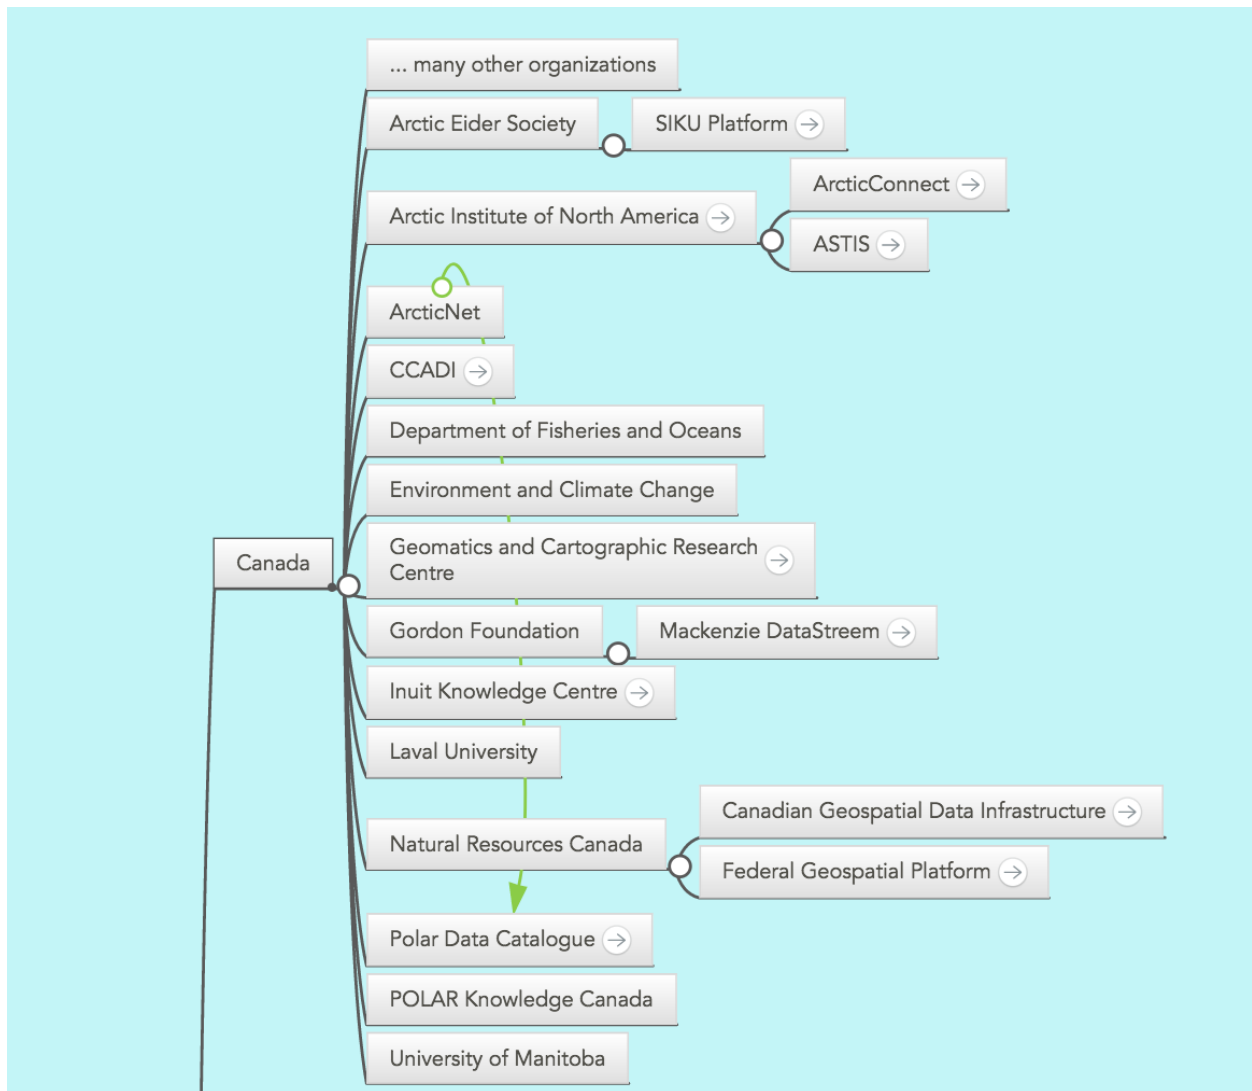 ... many other organizations
Arctic Eider Society
SIKU Platform
ArcticConnect
Arctic Institute of North America
ASTIS
ArcticNet
CCADI
Department of Fisheries and Oceans
Environment and Climate Change
Geomatics and Cartographic Research
Centre
Canada
Gordon Foundation
Mackenzie DataStreem
Inuit Knowledge Centre
Laval University
Canadian Geospatial Data Infrastructure
Natural Resources Canada
Federal Geospatial Platform
Polar Data Catalogue
POLAR Knowledge Canada
University of Manitoba